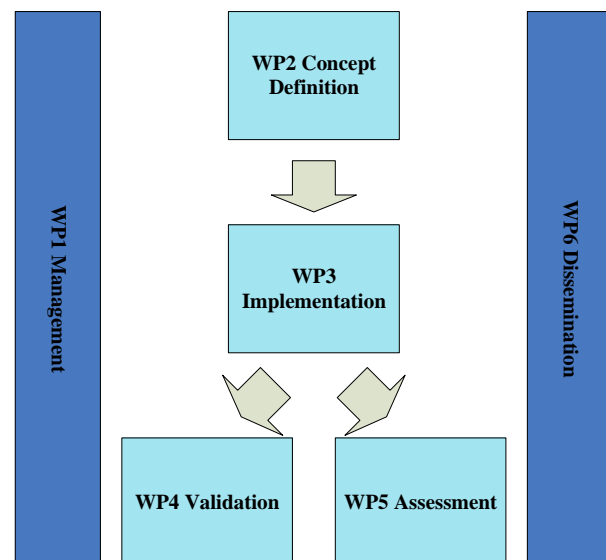 WP1 Management
WP2 Concept
Definition
WP3
Implementation
WP4 Validation
WP5 Assessment
WP6 Dissemination